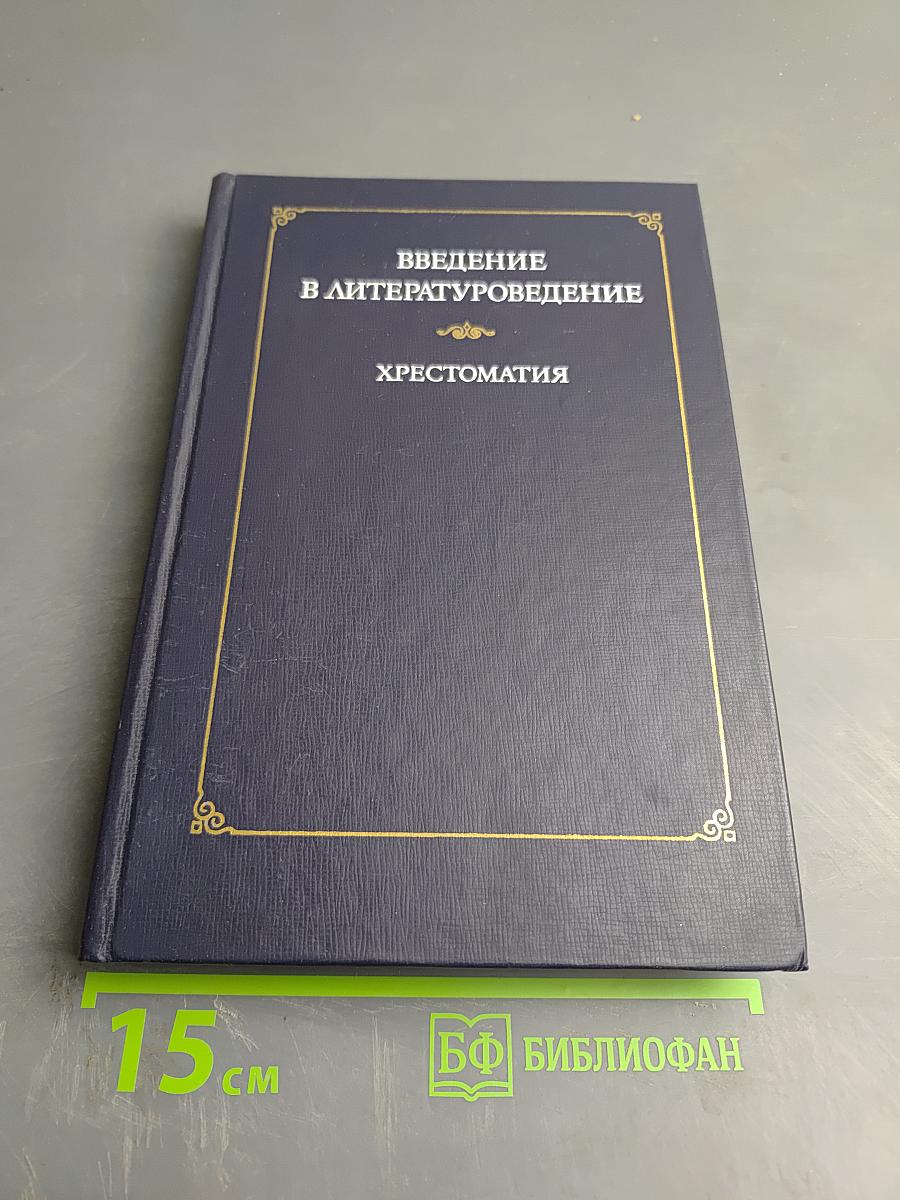 ВВЕДЕНИЕ
В ЛИТЕРАТУРОВЕДЕНИЕ
ХРЕСТОМАТИЯ
15 см
БФ БИБЛИОФАН